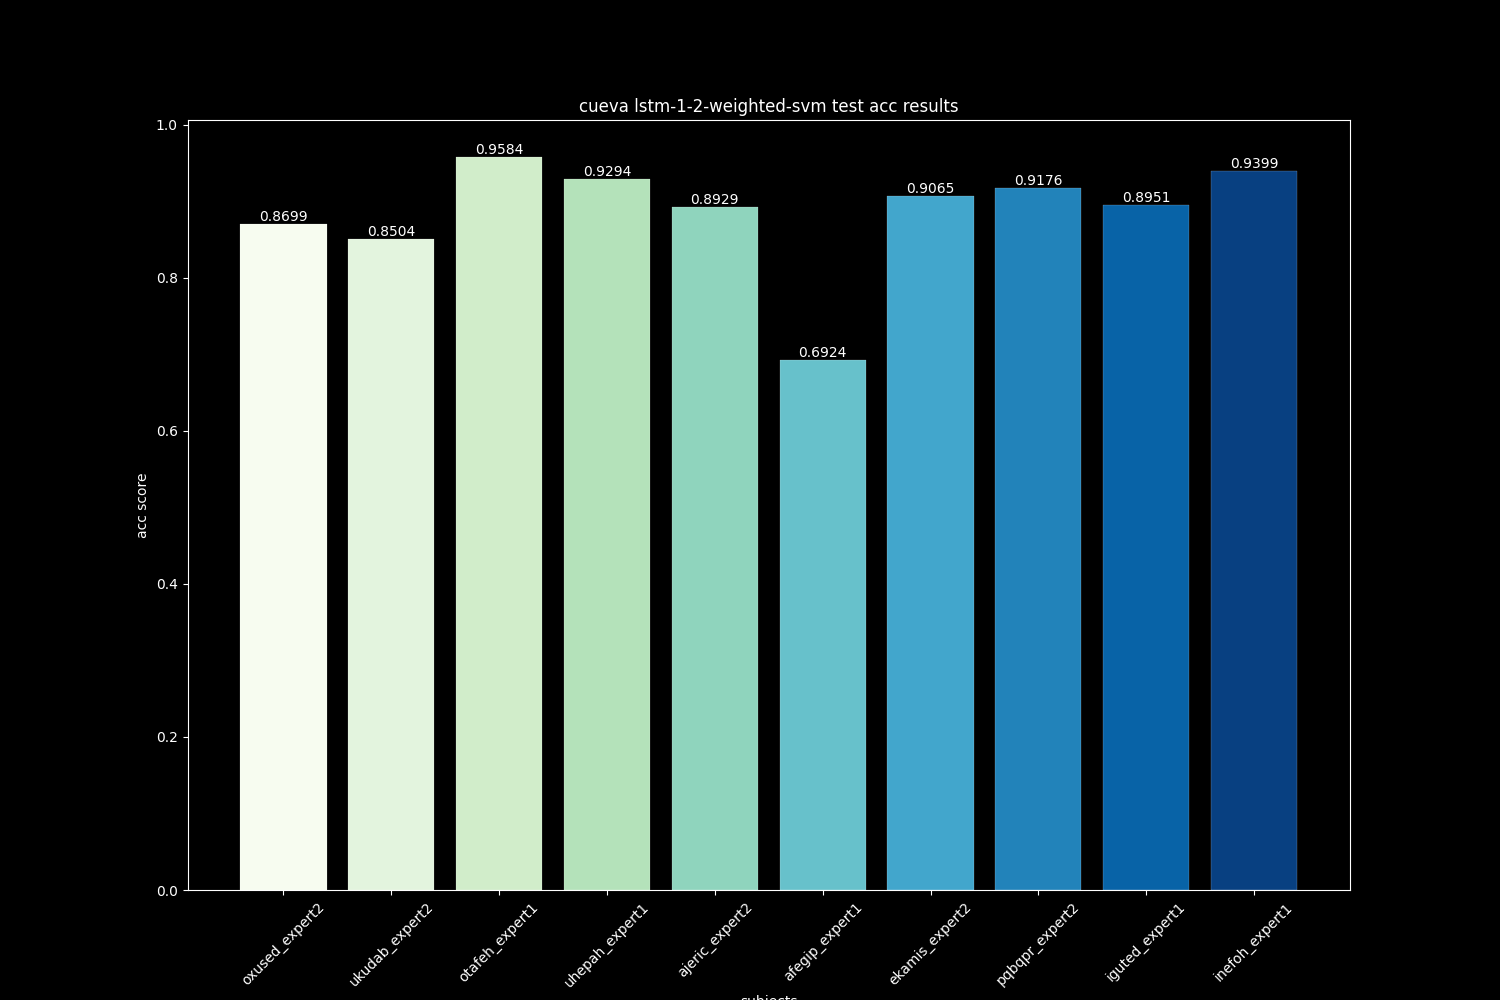 cueva lstm-1-2-weighted-svm test acc results
1.0
0.8
0.6
0.4
0.2
0.0
acc score
0.8699
0.8504
0.9584
0.9294
0.8929
0.6924
0.9065
0.9176
0.8951
0.9399
oxused_expert2
ukudab_expert2
otafeh_expert1
uhepah_expert1
ajeric_expert2
afegip_expert1
ekamis_expert2
pqbqpr_expert2
iguted_expert1
inefoh_expert1
subjects